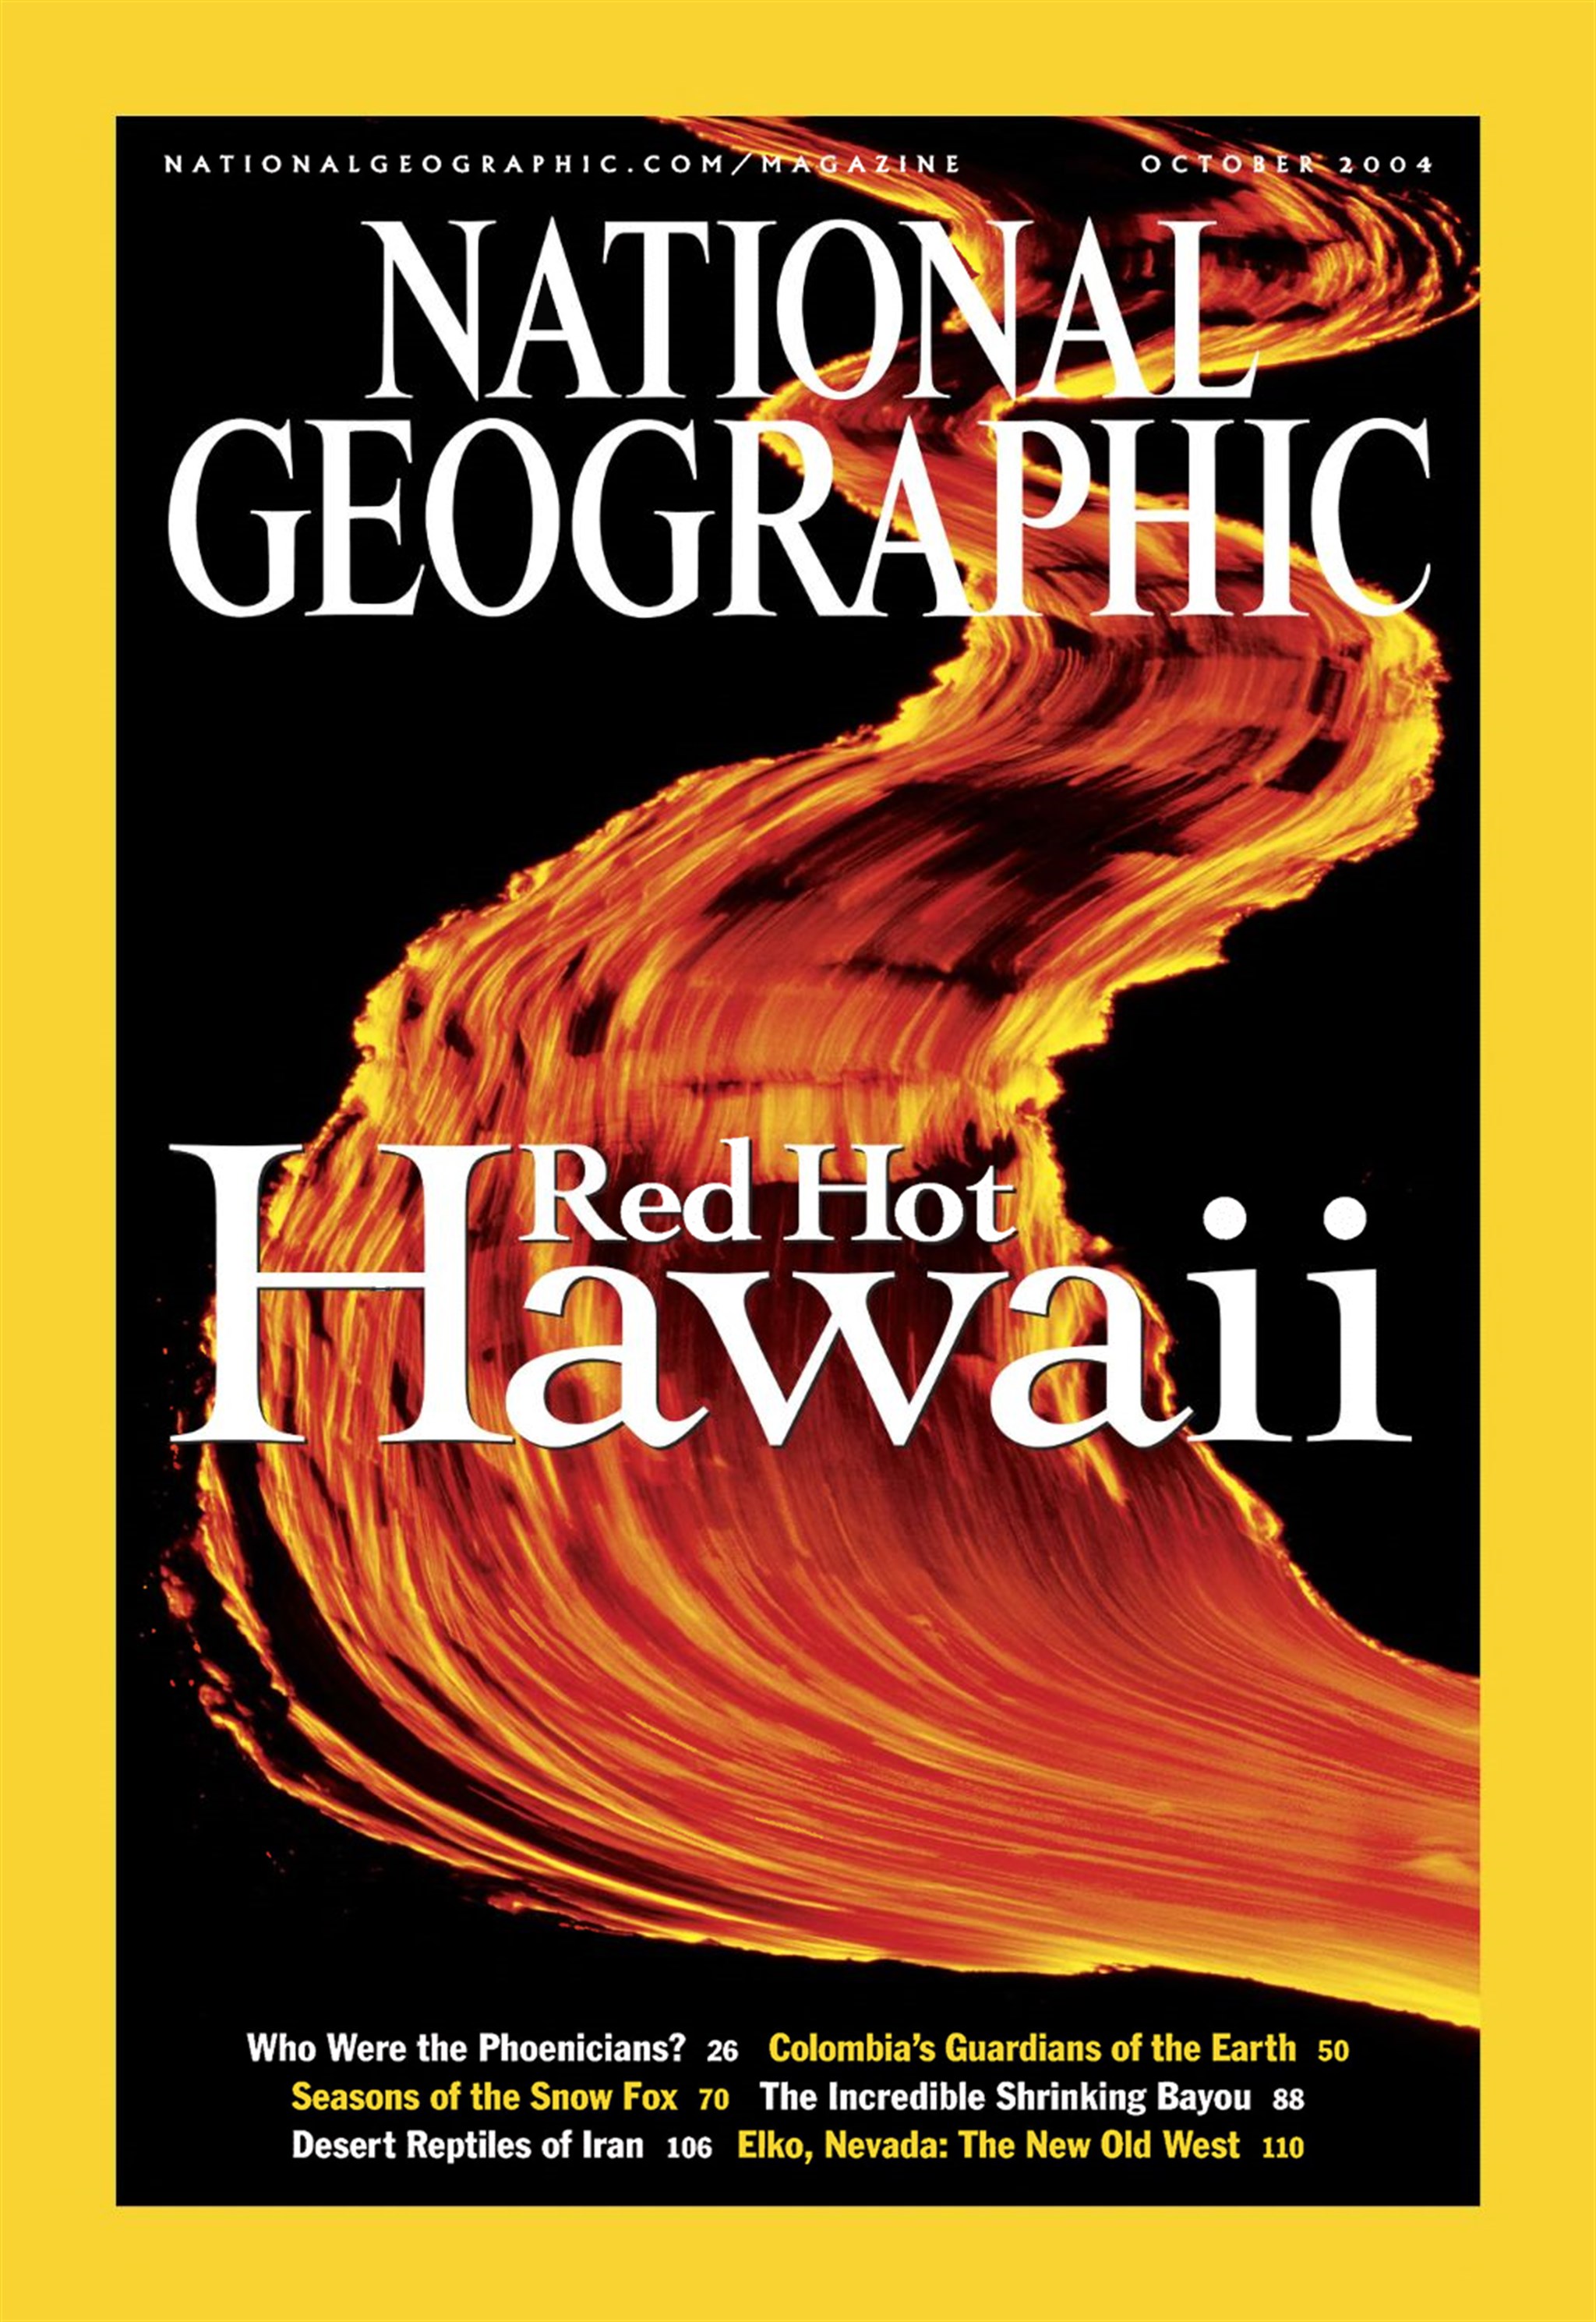 NATIONALGEOGRAPHIC.COM/MAGAZINE OCTOBER 2004
NATIONAL
GEOGRAPHIC
Red Hot
Hawaii
Who Were the Phoenicians? 26 Colombia's Guardians of the Earth 50
Seasons of the Snow Fox 70 The Incredible Shrinking Bayou 88
Desert Reptiles of Iran 106 Elko, Nevada: The New Old West 110